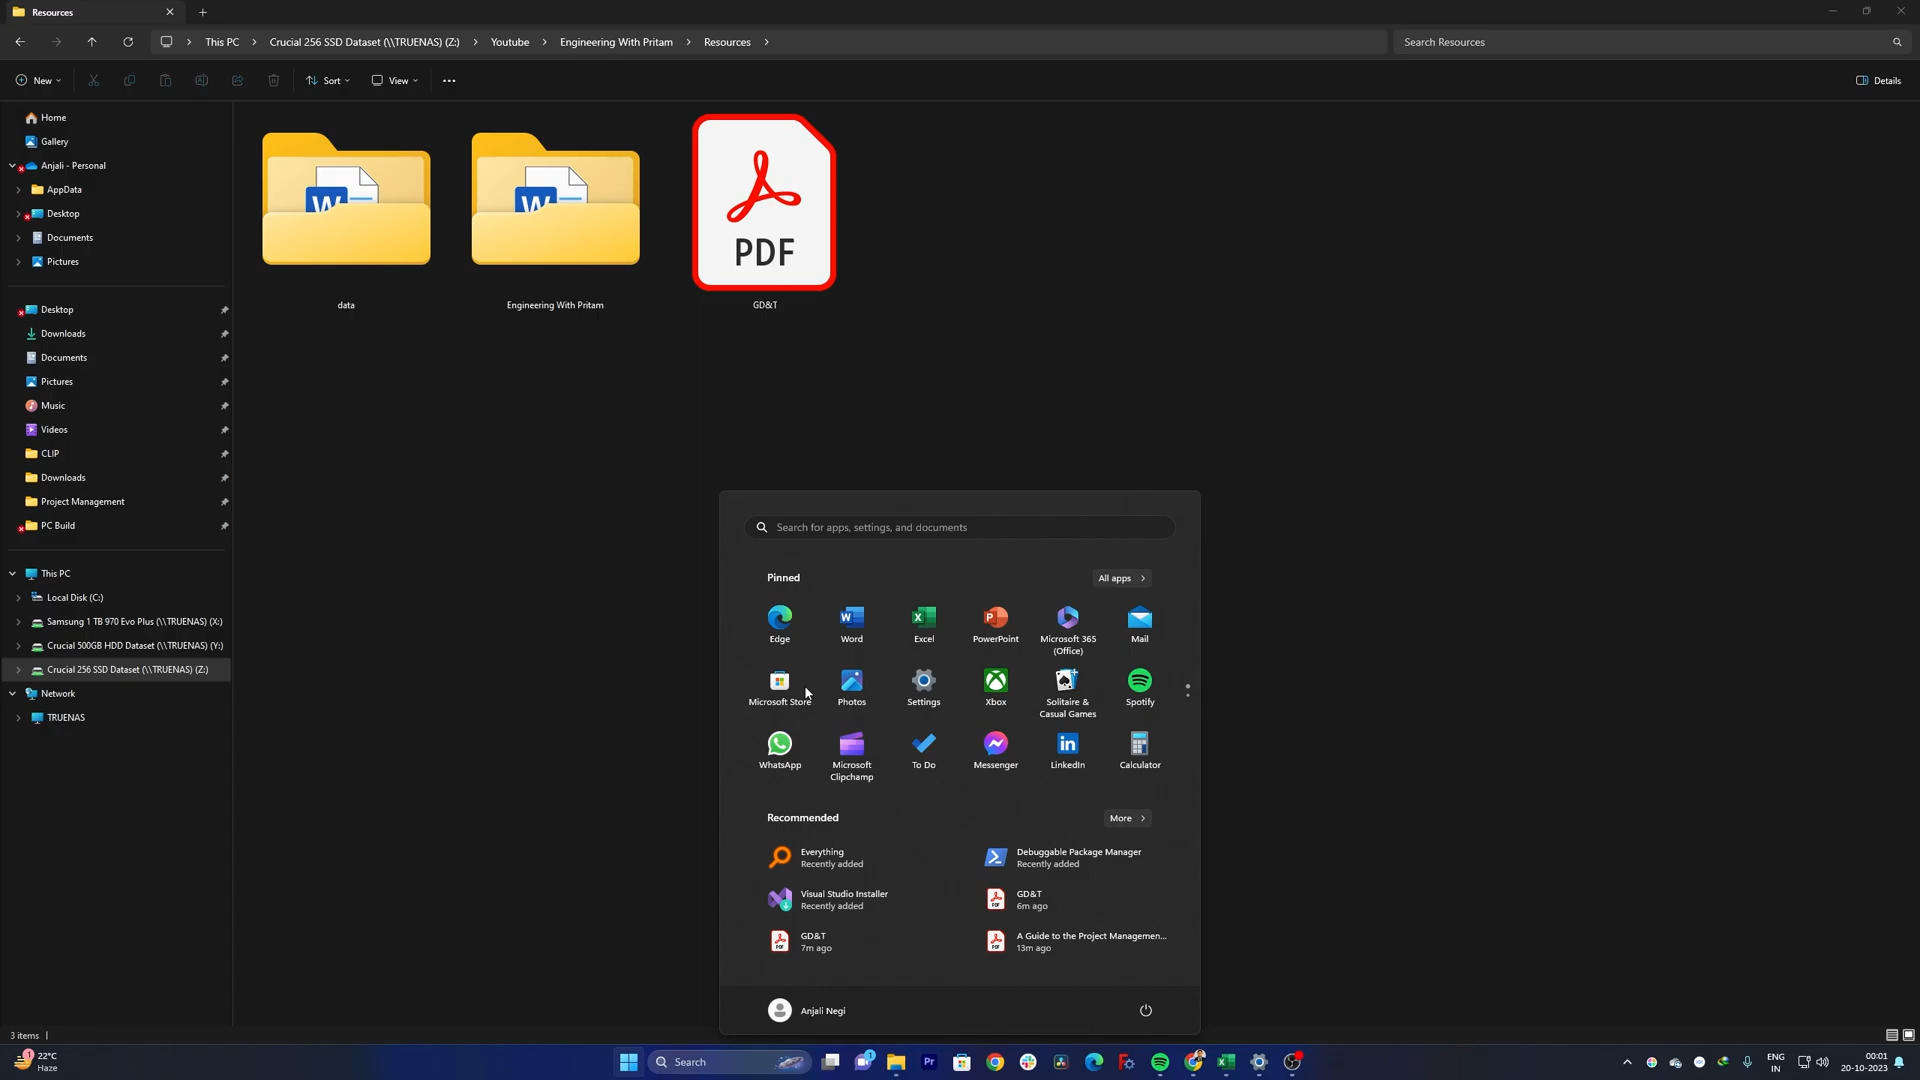 Resources
This PC
Crucial 256 SSD Dataset (\\TRUENAS) (Z:)
Youtube
Engineering With Pritam
Resources
Search Resources
New
Sort
View
Details
Home
Gallery
Anjali - Personal
AppData
Desktop
Documents
Pictures
Desktop
Downloads
Documents
Pictures
Music
Videos
CLIP
Downloads
Project Management
PC Build
This PC
Local Disk (C:)
Samsung 1 TB 970 Evo Plus (\\TRUENAS) (X:)
Crucial 500GB HDD Dataset (\\TRUENAS) (Y:)
Crucial 256 SSD Dataset (\\TRUENAS) (Z:)
Network
TRUENAS
W
W
PDF
data
Engineering With Pritam
GD&T
Search for apps, settings, and documents
Pinned
All apps
Edge
Word
Excel
PowerPoint
Microsoft 365
(Office)
Mail
Microsoft Store
Photos
Settings
Xbox
Solitaire &
Casual Games
Spotify
WhatsApp
Microsoft
Clipchamp
To Do
Messenger
LinkedIn
Calculator
Recommended
More
Everything
Recently added
Debuggable Package Manager
Recently added
Visual Studio Installer
Recently added
GD&T
6m ago
GD&T
7m ago
A Guide to the Project Managemen...
13m ago
Anjali Negi
3 items
1
22°C
Haze
Search
1
Pr
ENG
IN
00:01
20-10-2023